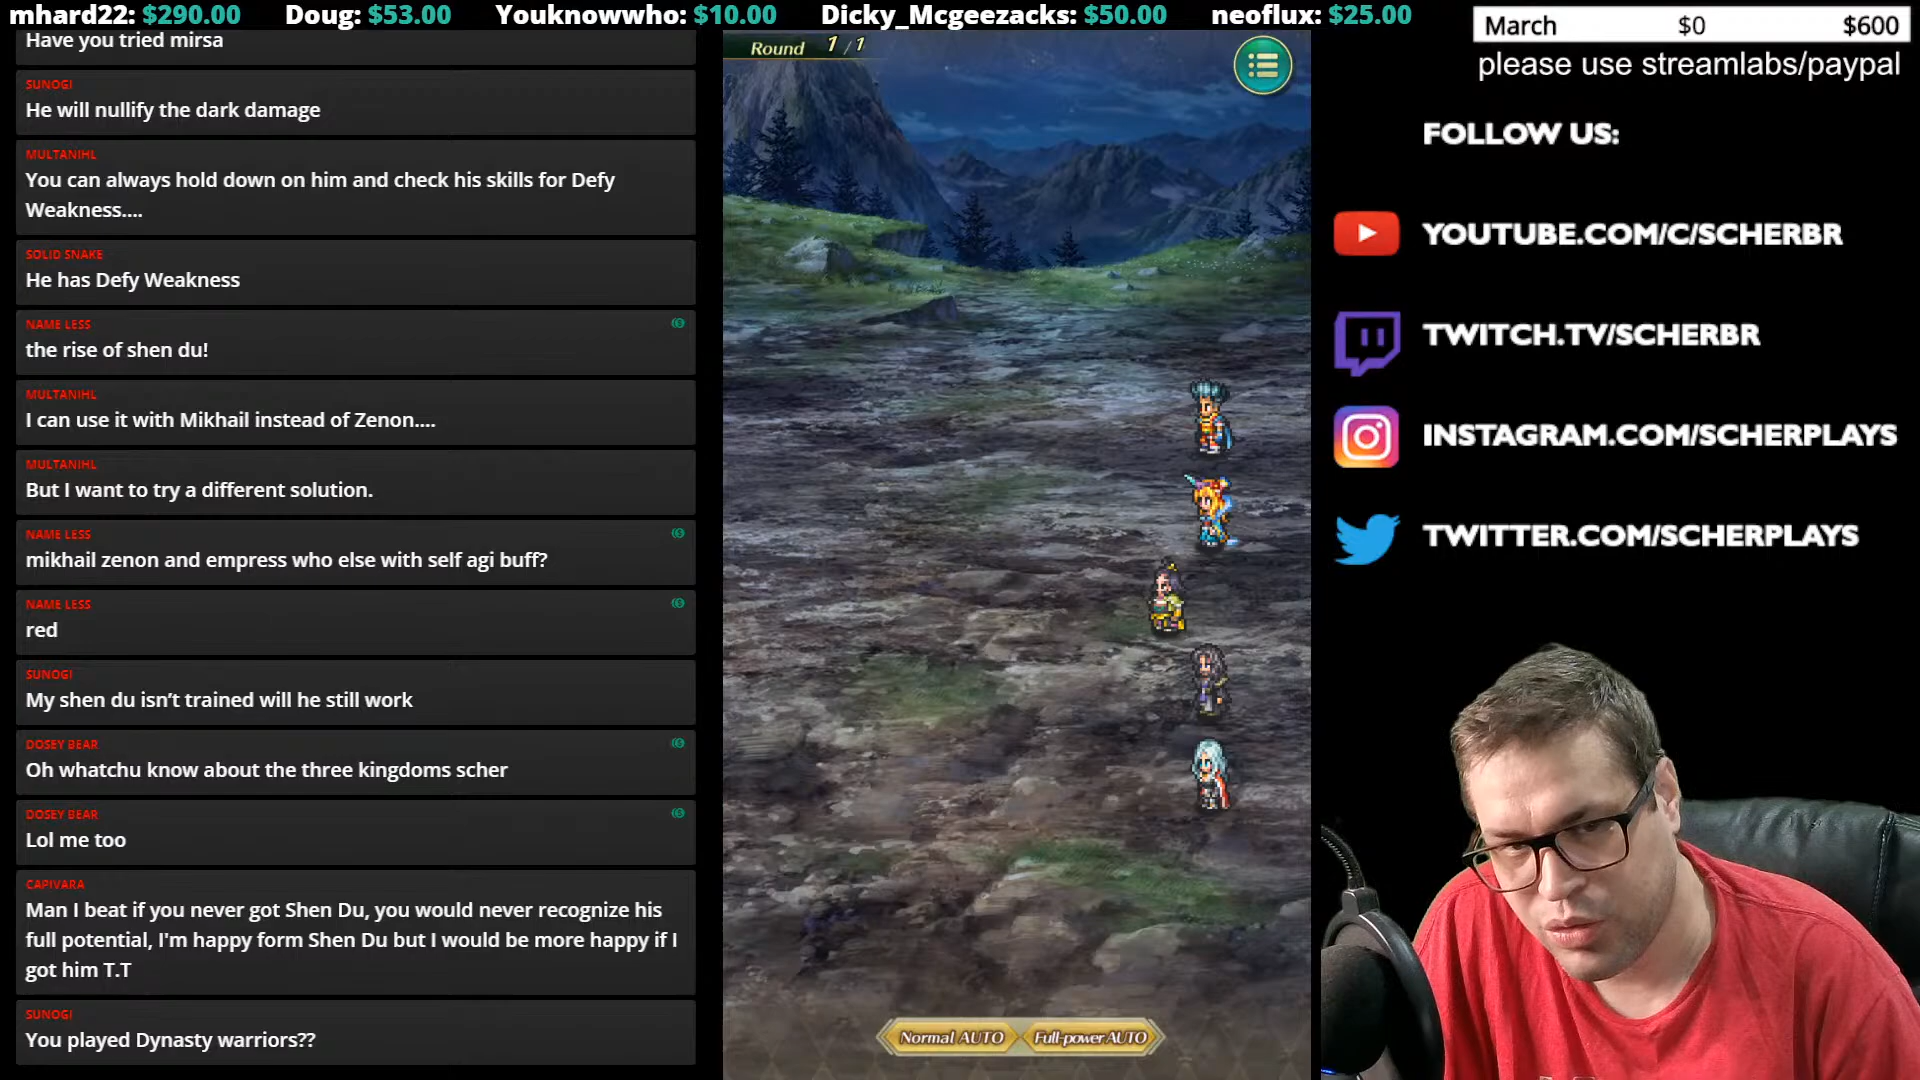 mhard22: $290.00 Doug: $53.00 Youknowwho: $10.00 Dicky_Mcgeezacks: $50.00 neoflux: $25.00
Have you tried mirsa
SUNOGI
He will nullify the dark damage
MULTANIHL
You can always hold down on him and check his skills for Defy
Weakness....
SOLID SNAKE
He has Defy Weakness
NAME LESS
the rise of shen du!
MULTANIHL
I can use it with Mikhail instead of Zenon....
MULTANIHL
But I want to try a different solution.
NAME LESS
mikhail zenon and empress who else with self agi buff?
NAME LESS
red
SUNOGI
My shen du isn't trained will he still work
DOSEY BEAR
Oh whatchu know about the three kingdoms scher
DOSEY BEAR
Lol me too
CAPIVARA
Man I beat if you never got Shen Du, you would never recognize his
full potential, I'm happy form Shen Du but I would be more happy if I
got him T.T
SUNOGI
You played Dynasty warriors??
Round 1/1
Normal AUTO Full-power AUTO
March $0 $600
please use streamlabs/paypal
FOLLOW US:
YOUTUBE.COM/C/SCHERBR
TWITCH.TV/SCHERBR
INSTAGRAM.COM/SCHERPLAYS
TWITTER.COM/SCHERPLAYS